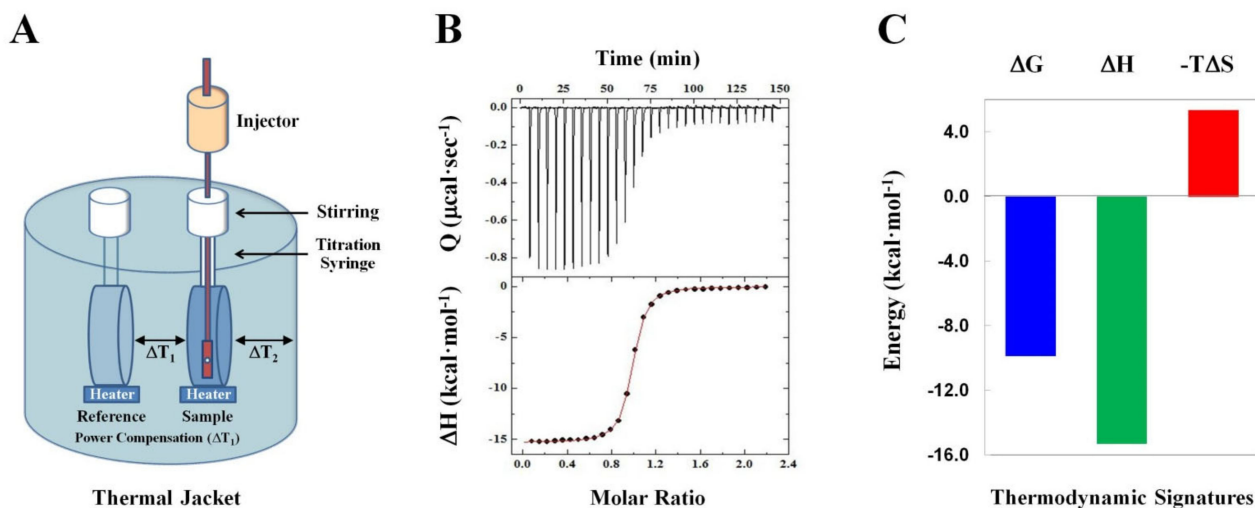 A
Injector
Stirring
Titration
Syringe
ΔT₁
ΔT₂
Heater
Heater
Reference
Sample
Power Compensation (ΔT₁)
Thermal Jacket
B
Time (min)
0 25 50 75 100 125 150
0.0
-0.2
-0.4
-0.6
-0.8
Q (μcal·sec⁻¹)
0
-5
-10
-15
ΔH (kcal·mol⁻¹)
0.0 0.4 0.8 1.2 1.6 2.0 2.4
Molar Ratio
C
ΔG ΔH -TΔS
4.0
0.0
-4.0
-8.0
-12.0
-16.0
Energy (kcal·mol⁻¹)
Thermodynamic Signatures